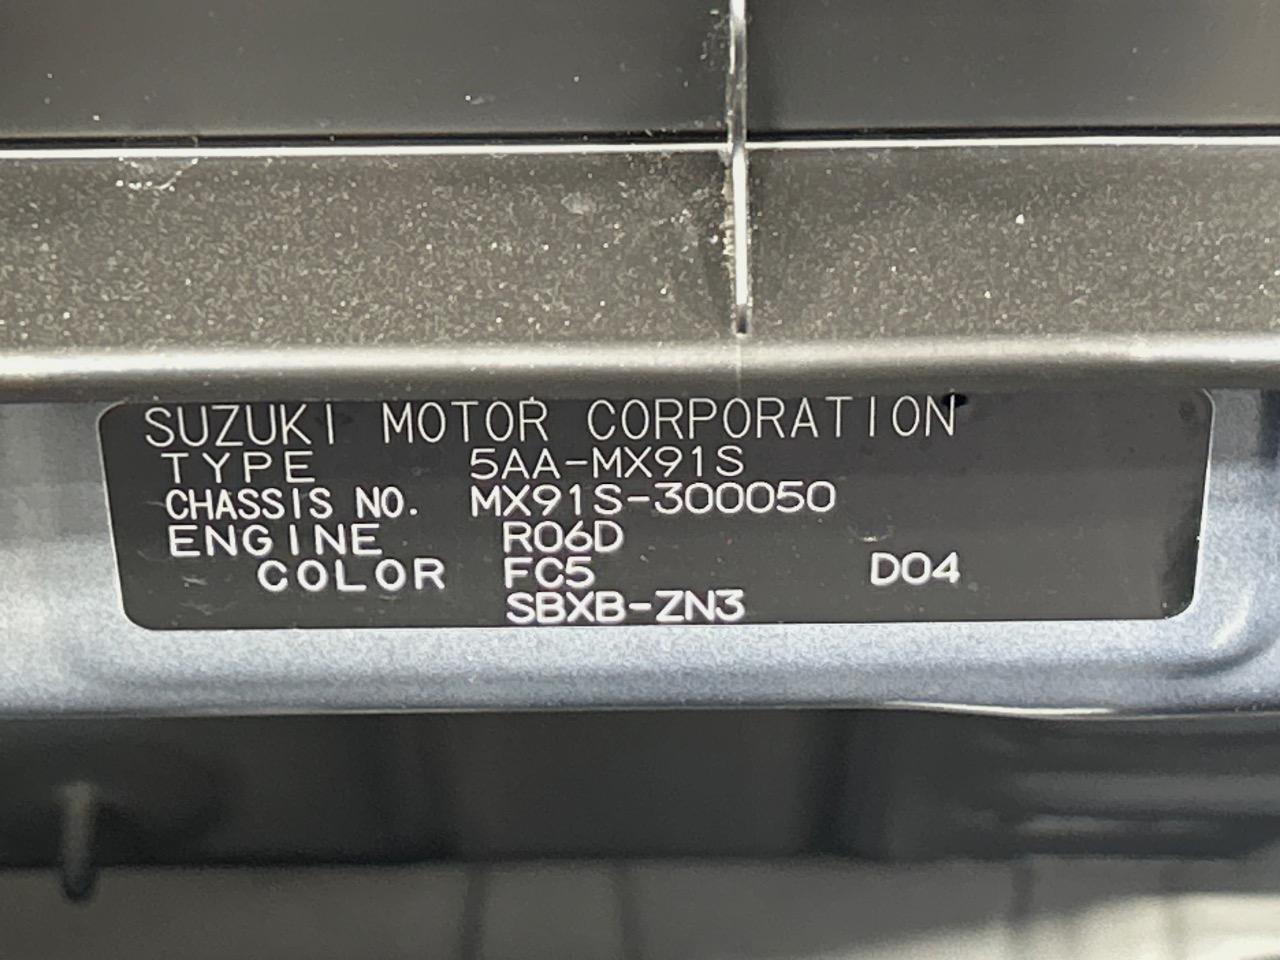 SUZUKI MOTOR CORPORATION
TYPE 5AA-MX91S
CHASSIS NO. MX91S-300050
ENGINE R06D
COLOR FC5 D04
SBXB-ZN3